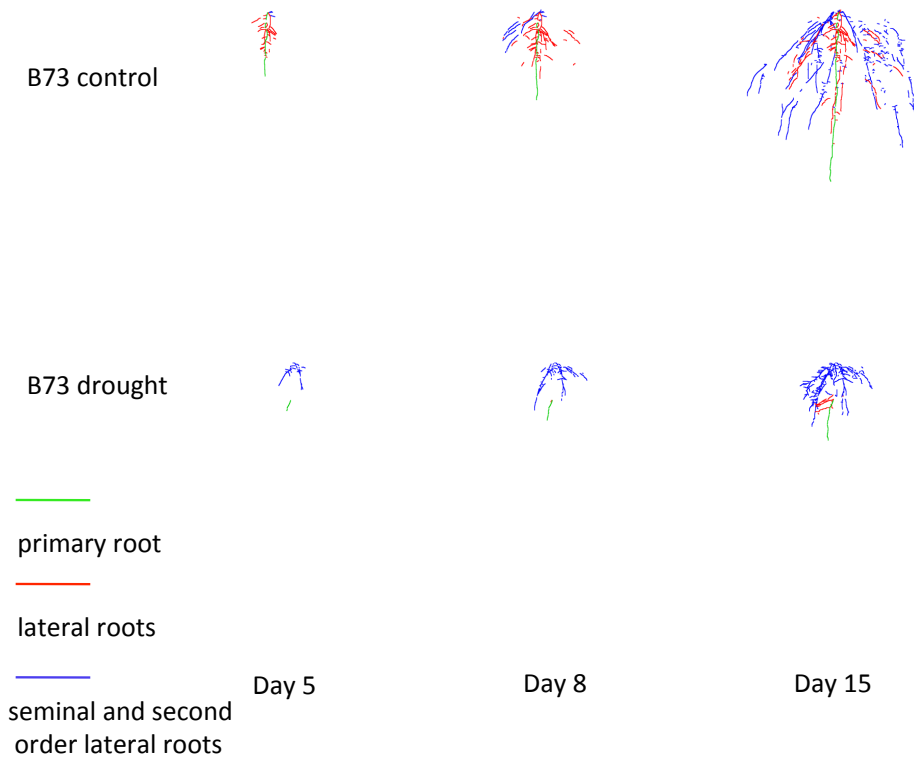 B73 control
B73 drought
primary root
lateral roots
seminal and second
order lateral roots
Day 5
Day 8
Day 15